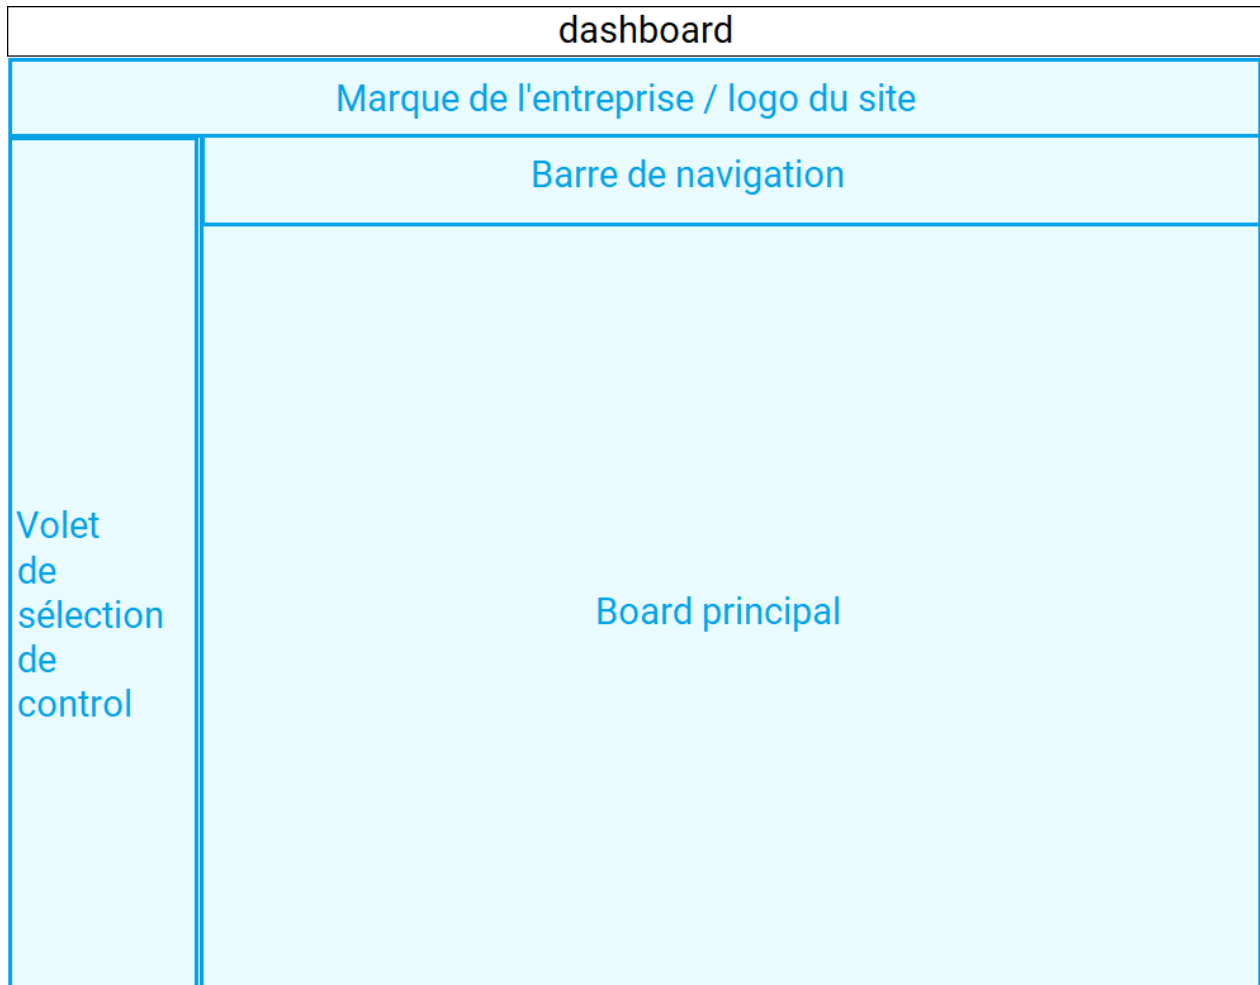 dashboard
Marque de l'entreprise / logo du site
Barre de navigation
Volet
de
sélection
de
control
Board principal